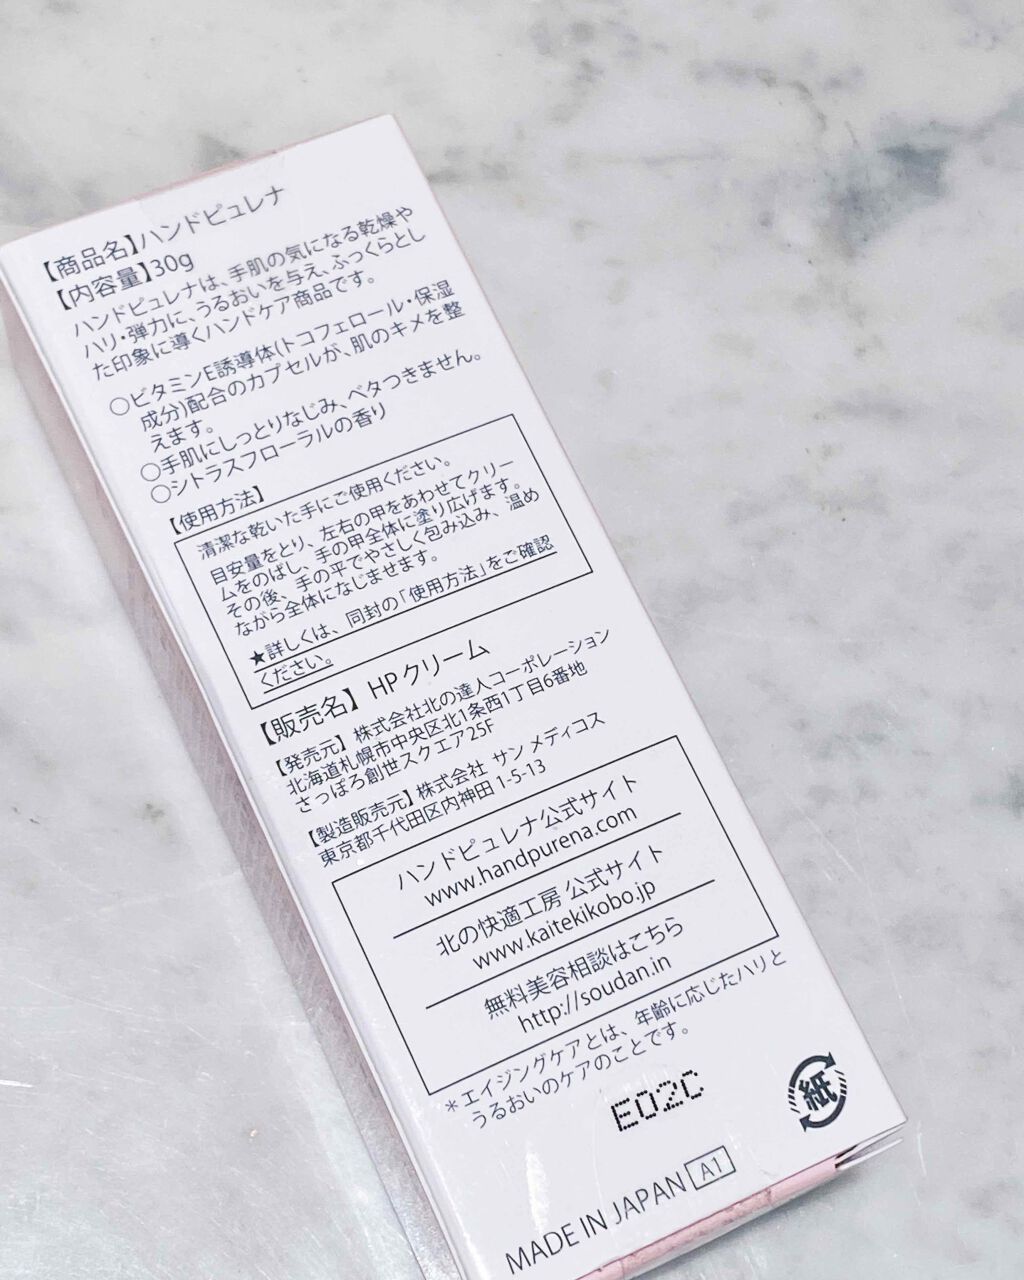 【商品名】ハンドピュレナ
【内容量】30g
ハンドピュレナは、手肌の気になる乾燥や
ハリ・弾力に、うるおいを与え、ふっくらとし
た印象に導くハンドケア商品です。
○ビタミンE誘導体(トコフェロール・保湿
成分)配合のカプセルが、肌のキメを整
えます。
○手肌にしっとりなじみ、ベタつきません。
○シトラスフローラルの香り
【使用方法】
清潔な乾いた手にご使用ください。
目安量をとり、左右の甲をあわせてクリー
ムをのばし、手の甲全体に塗り広げます。
その後、手の平でやさしく包み込み、温め
ながら全体になじませます。
★詳しくは、同封の「使用方法」をご確認
ください。
【販売名】HPクリーム
【発売元】株式会社北の達人コーポレーション
北海道札幌市中央区北1条西1丁目6番地
さっぽろ創世スクエア25F
【製造販売元】株式会社 サン メディコス
東京都千代田区内神田1-5-13
ハンドピュレナ公式サイト
www.handpurena.com
北の快適工房 公式サイト
www.kaitekikobo.jp
無料美容相談はこちら
http://soudan.in
*エイジングケアとは、年齢に応じたハリと
うるおいのケアのことです。
E02C
紙
MADE IN JAPAN A1